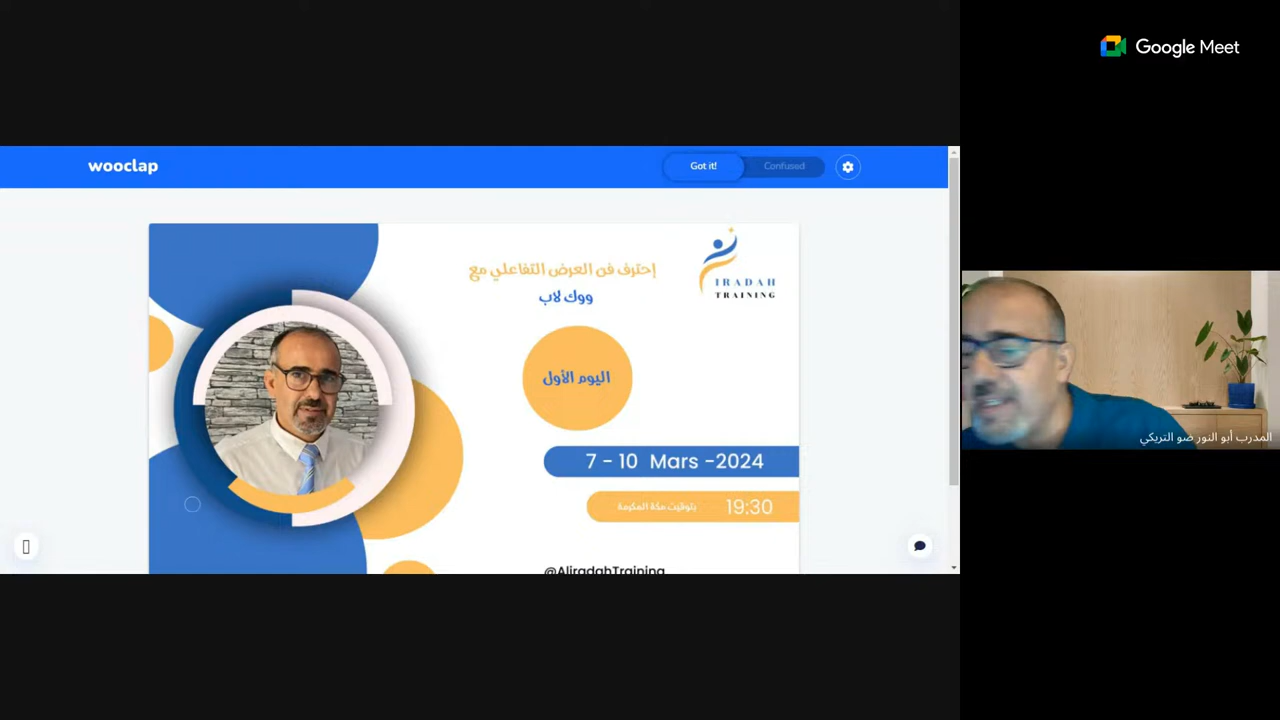 Google Meet
wooclap
Got it!
Confused
إحترف فن العرض التفاعلي مع
ووك لاب
IRADAH
TRAINING
اليوم الأول
7 - 10 Mars -2024
19:30 بتوقيت مكة المكرمة
@AliradahTraining
المدرب أبو النور ضو التريكي